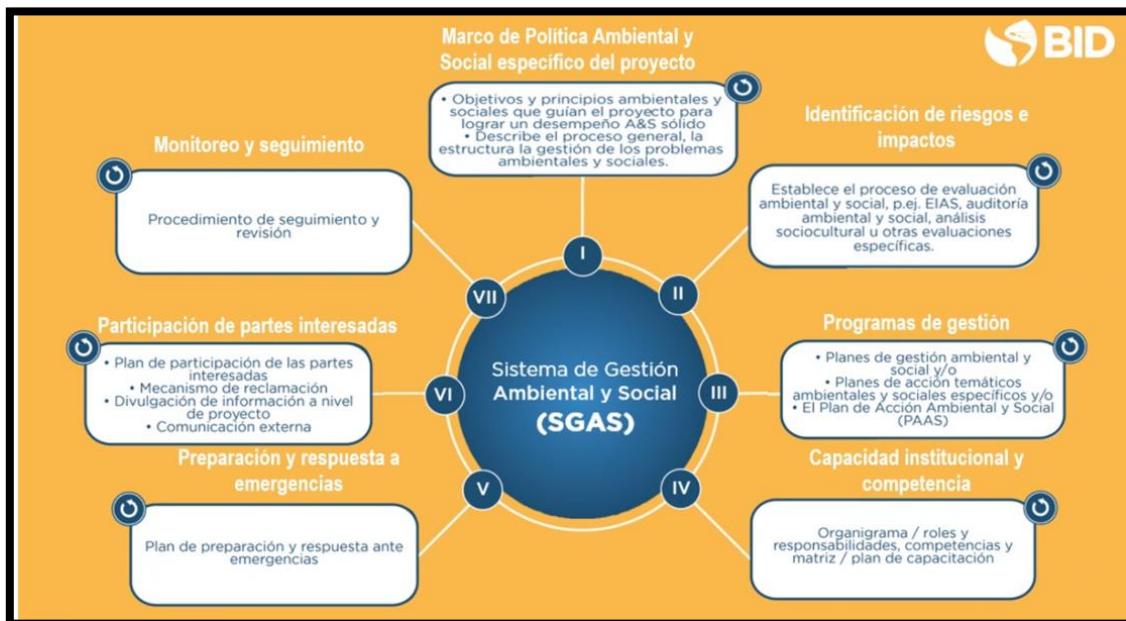 BID
Marco de Política Ambiental y
Social específico del proyecto
• Objetivos y principios ambientales y
sociales que guían el proyecto para
lograr un desempeño A&S sólido
• Describe el proceso general, la
estructura la gestión de los problemas
ambientales y sociales.
Identificación de riesgos e
impactos
Establece el proceso de evaluación
ambiental y social, p.ej. EIAS, auditoría
ambiental y social, análisis
sociocultural u otras evaluaciones
específicas.
Programas de gestión
• Planes de gestión ambiental y
social y/o
• Planes de acción temáticos
ambientales y sociales específicos y/o
• El Plan de Acción Ambiental y Social
(PAAS)
Capacidad institucional y
competencia
Organigrama / roles y
responsabilidades, competencias y
matriz / plan de capacitación
Preparación y respuesta a
emergencias
Plan de preparación y respuesta ante
emergencias
Participación de partes interesadas
• Plan de participación de las partes
interesadas
• Mecanismo de reclamación
• Divulgación de información a nivel
de proyecto
• Comunicación externa
Monitoreo y seguimiento
Procedimiento de seguimiento y
revisión
I
II
III
IV
V
VI
VII
Sistema de Gestión
Ambiental y Social
(SGAS)